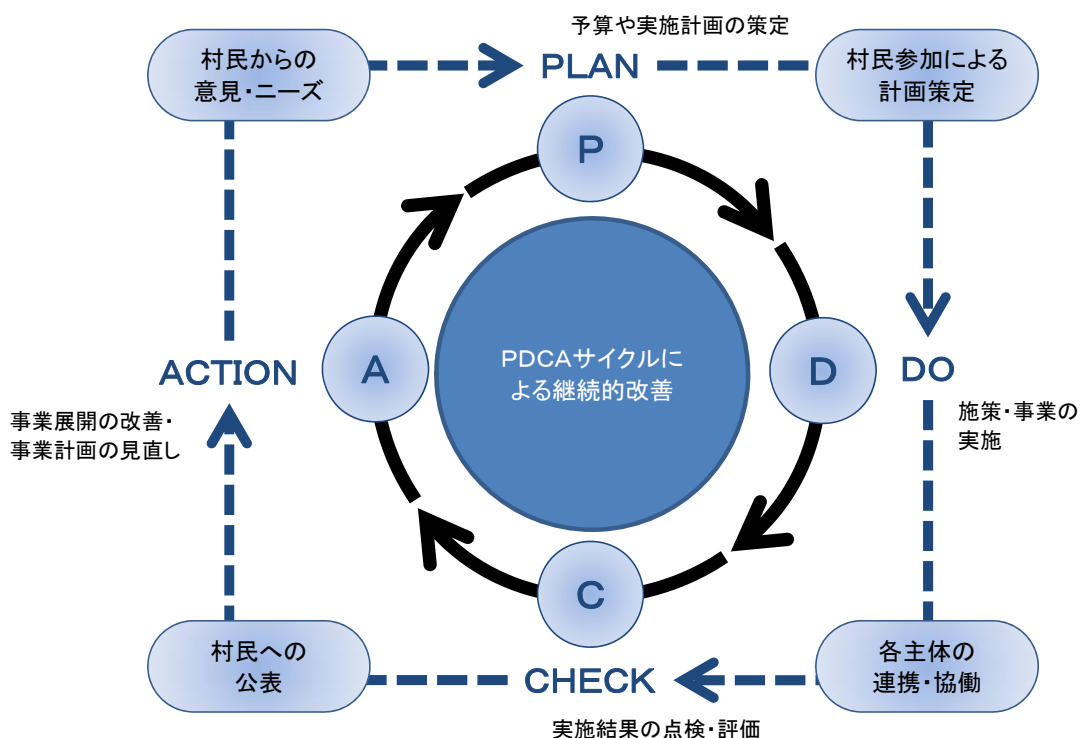 予算や実施計画の策定
村民からの
意見・ニーズ
PLAN
村民参加による
計画策定
P
PDCAサイクルに
よる継続的改善
A
D
ACTION
DO
事業展開の改善・
事業計画の見直し
施策・事業の
実施
C
村民への
公表
CHECK
各主体の
連携・協働
実施結果の点検・評価